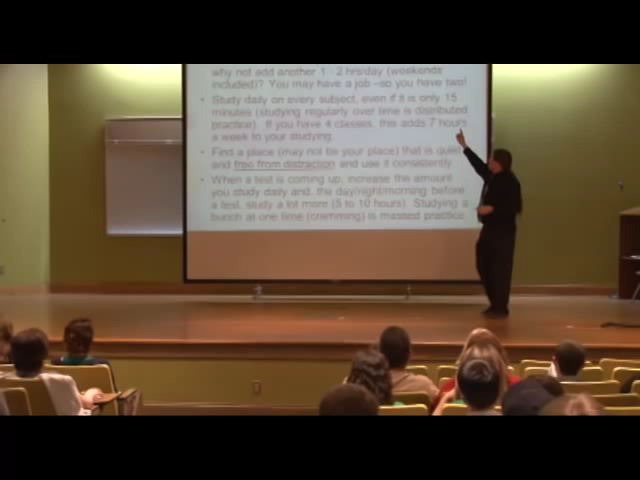 why not add another 1 - 2 hrs/day (weekends
included)? You may have a job – so you have two!
• Study daily on every subject, even if it is only 15
minutes (studying regularly over time is distributed
practice). If you have 4 classes, this adds 7 hours
a week to your studying.
• Find a place (may not be your place) that is quiet
and free from distraction and use it consistently.
• When a test is coming up, increase the amount
you study daily and, the day/night/morning before
a test, study a lot more (5 to 10 hours). Studying a
bunch at one time (cramming) is massed practice.